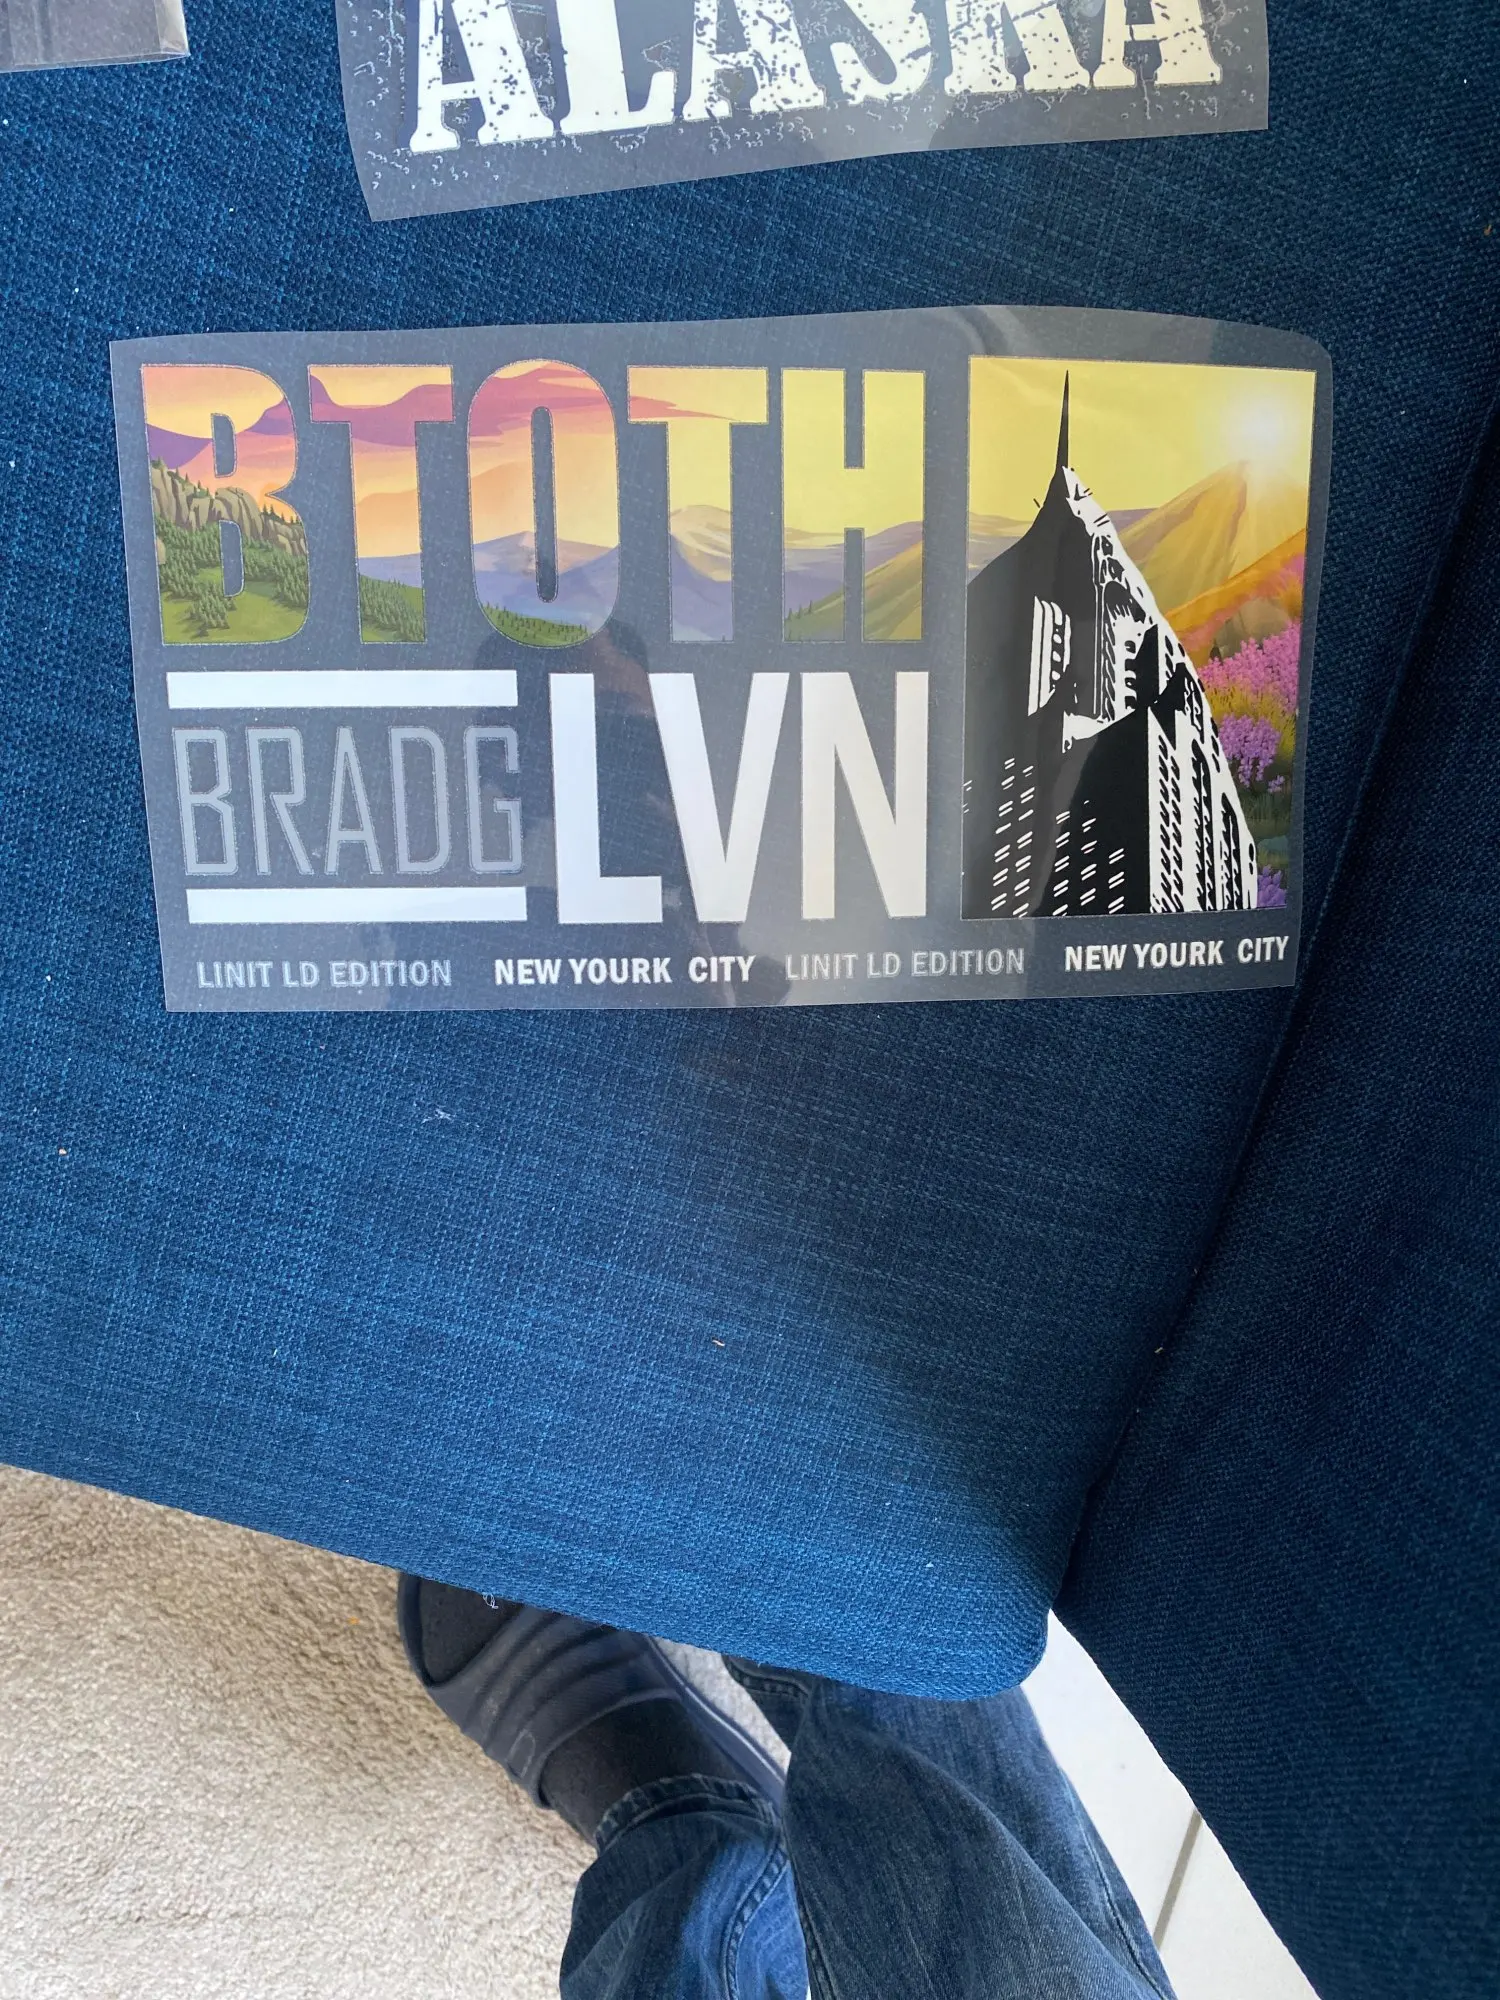 ALASKA
BTOTH
BRADG LVN
LINIT LD EDITION NEW YOURK CITY LINIT LD EDITION NEW YOURK CITY